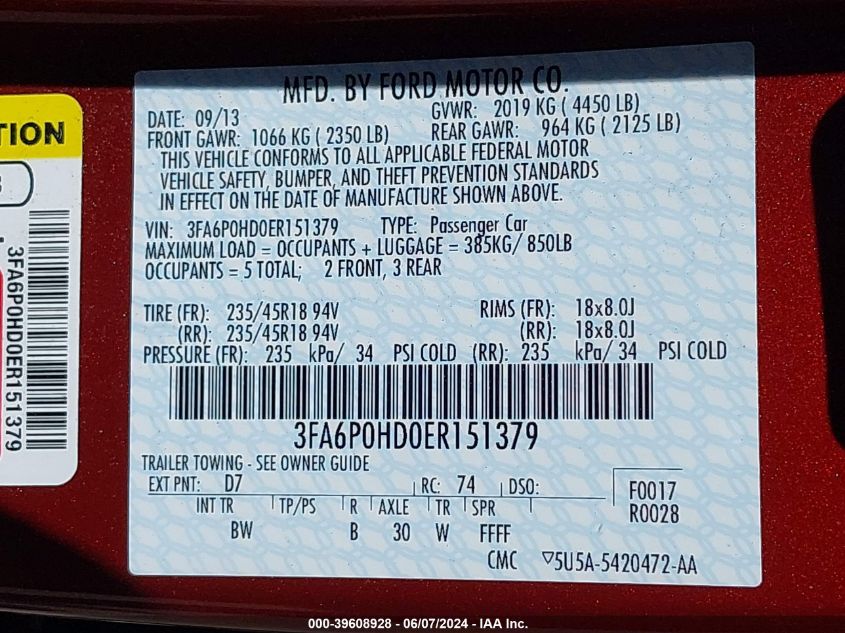 MFD. BY FORD MOTOR CO.
DATE: 09/13 GVWR: 2019 KG ( 4450 LB)
FRONT GAWR: 1066 KG ( 2350 LB) REAR GAWR: 964 KG ( 2125 LB)
THIS VEHICLE CONFORMS TO ALL APPLICABLE FEDERAL MOTOR
VEHICLE SAFETY, BUMPER, AND THEFT PREVENTION STANDARDS
IN EFFECT ON THE DATE OF MANUFACTURE SHOWN ABOVE.
VIN: 3FA6P0HD0ER151379 TYPE: Passenger Car
MAXIMUM LOAD = OCCUPANTS + LUGGAGE = 385KG/ 850LB
OCCUPANTS = 5 TOTAL; 2 FRONT, 3 REAR
TIRE (FR): 235/45R18 94V RIMS (FR): 18x8.0J
(RR): 235/45R18 94V (RR): 18x8.0J
PRESSURE (FR): 235 kPa/ 34 PSI COLD (RR): 235 kPa/ 34 PSI COLD
3FA6P0HD0ER151379
TRAILER TOWING - SEE OWNER GUIDE
EXT PNT: D7 RC: 74 DSO: F0017
INT TR TP/PS R AXLE TR SPR R0028
BW B 30 W FFFF
CMC ▽5U5A-5420472-AA
TION
3FA6P0HD0ER151379
000-39608928 - 06/07/2024 - IAA Inc.